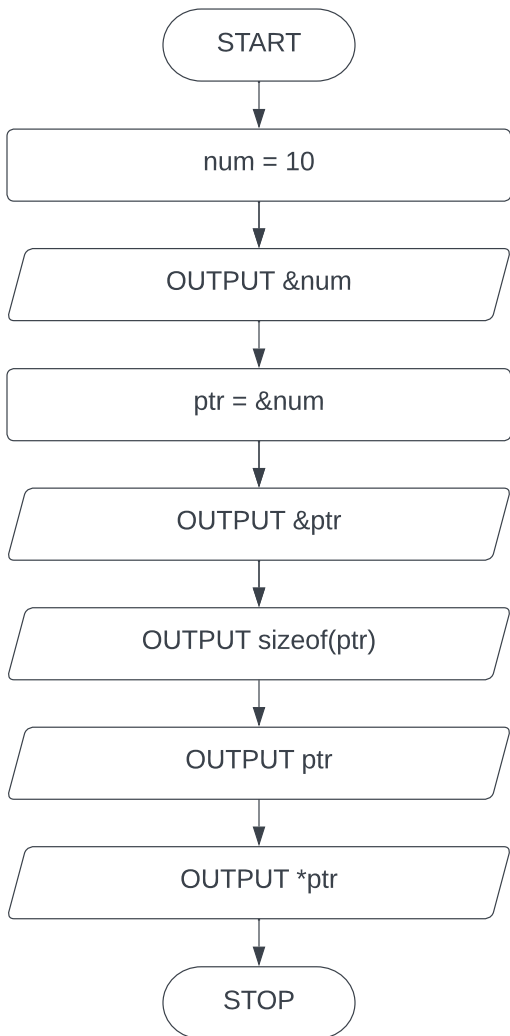 START
num = 10
OUTPUT &num
ptr = &num
OUTPUT &ptr
OUTPUT sizeof(ptr)
OUTPUT ptr
OUTPUT *ptr
STOP